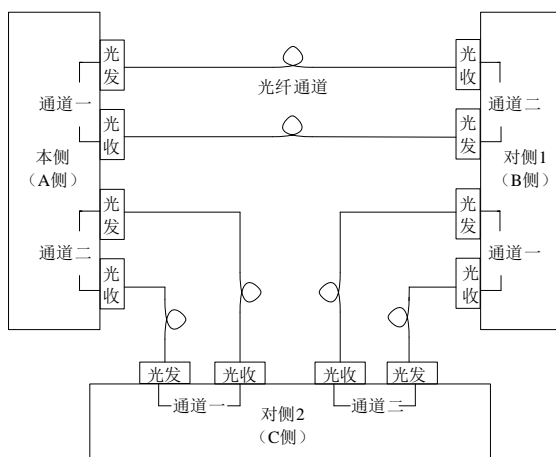 光发
光收
通道一
光纤通道
通道二
光收
光发
本侧
（A侧）
对侧1
（B侧）
光发
光发
通道二
通道一
光收
光收
光发
光收
光收
光发
通道一
对侧2
通道二
（C侧）